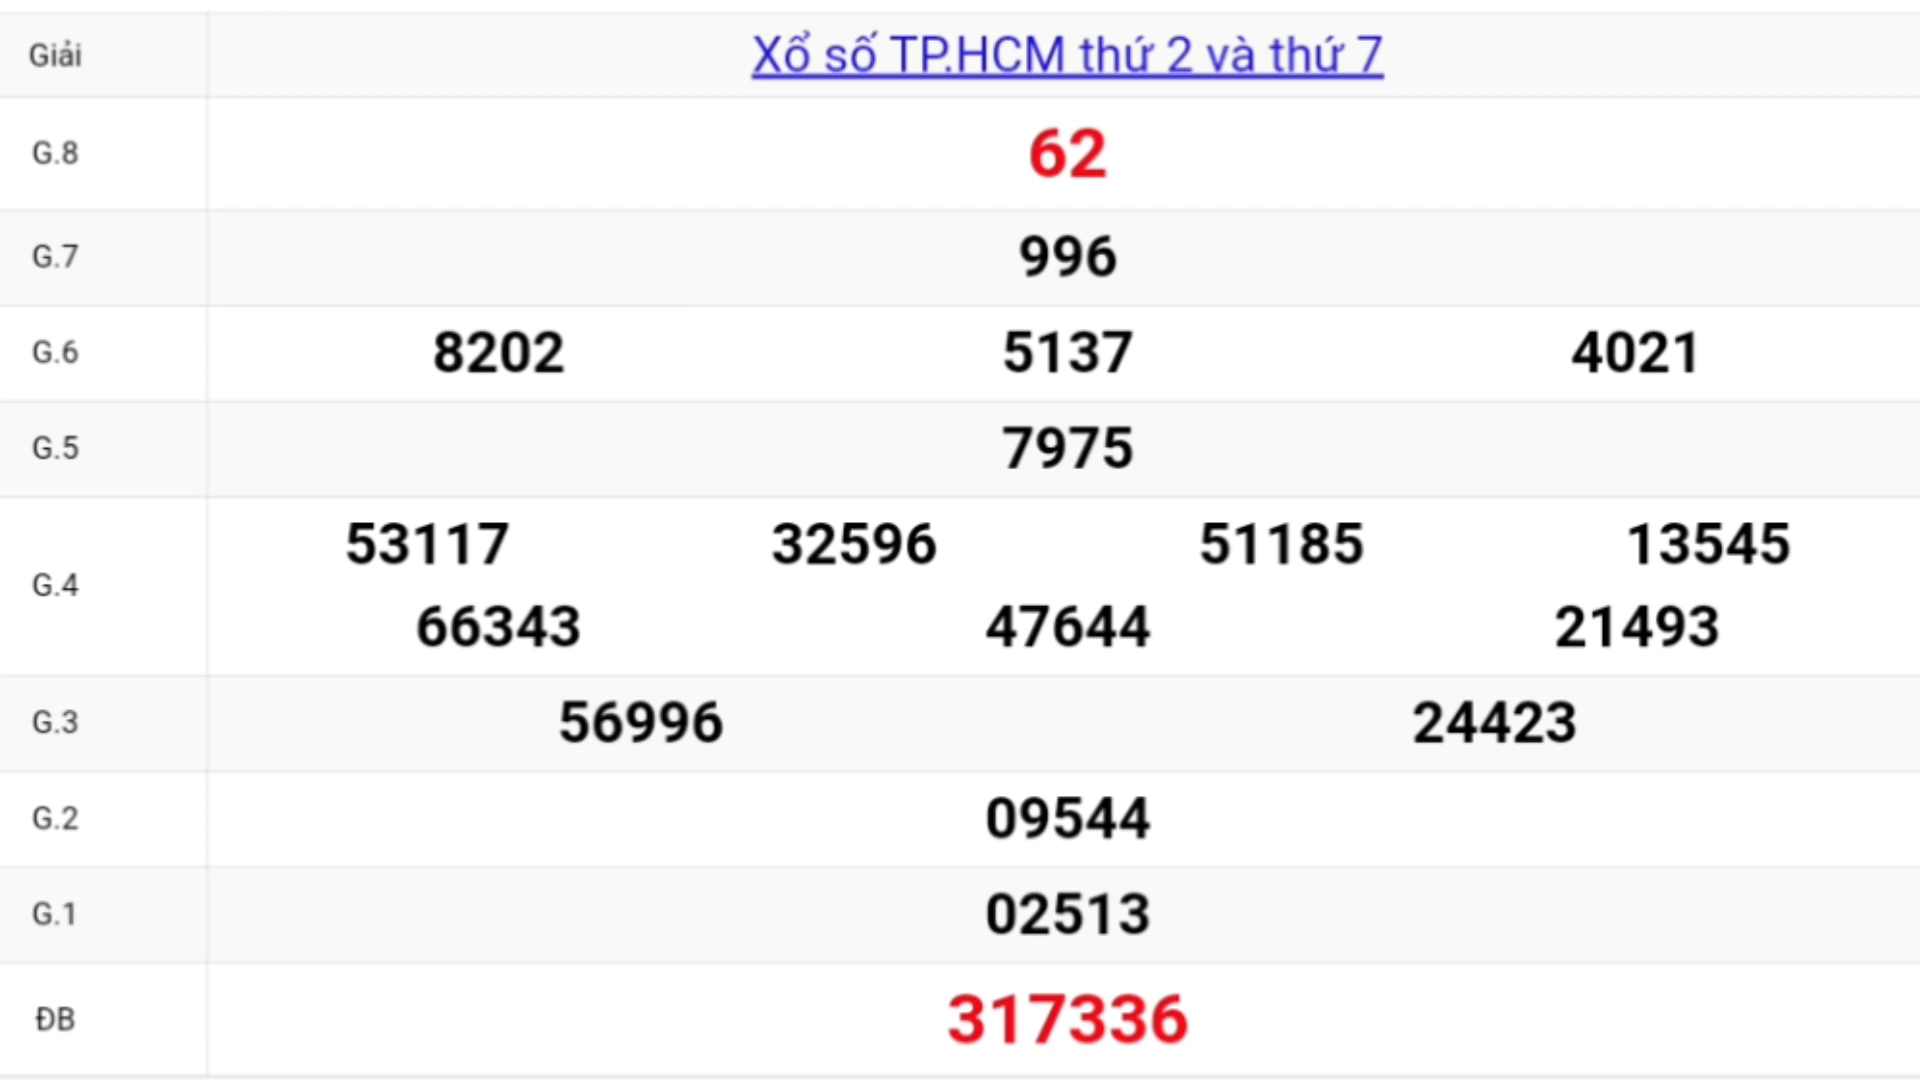 Giải Xổ số TP.HCM thứ 2 và thứ 7
G.8 62
G.7 996
G.6 8202 5137 4021
G.5 7975
G.4 53117 32596 51185 13545
66343 47644 21493
G.3 56996 24423
G.2 09544
G.1 02513
ĐB 317336